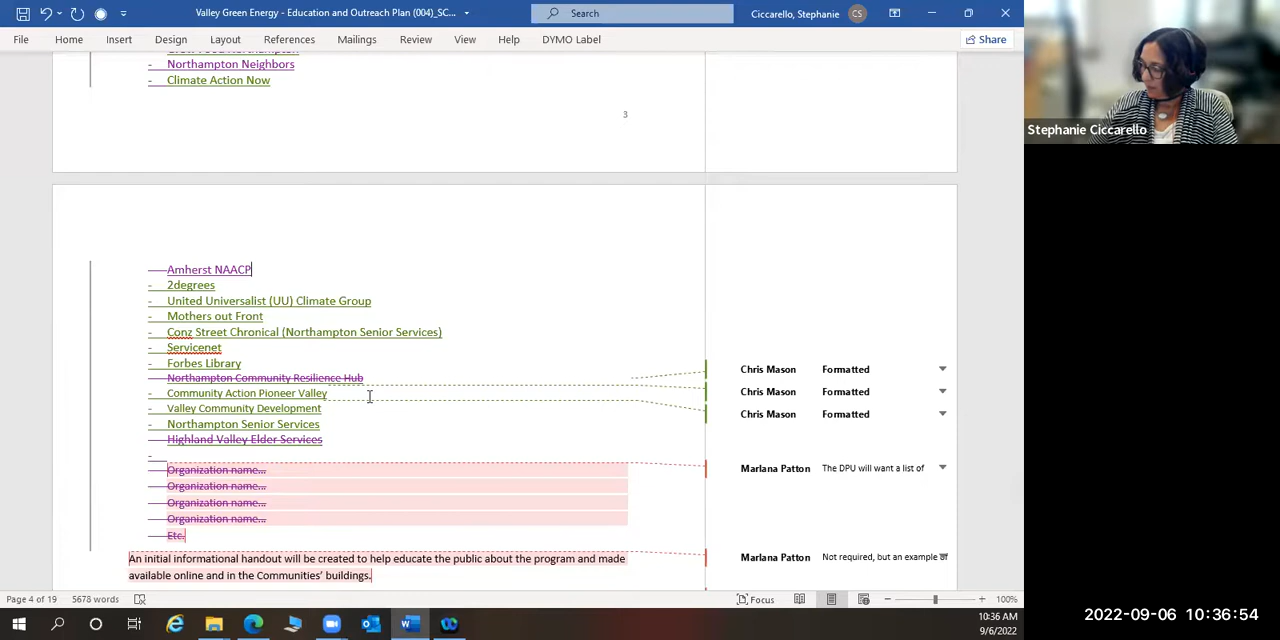 Valley Green Energy - Education and Outreach Plan (004)_SC...
Search
Ciccarello, Stephanie
CS
File Home Insert Design Layout References Mailings Review View Help DYMO Label
Share
Northampton Neighbors
- Climate Action Now
3
Stephanie Ciccarello
Amherst NAACP
- 2degrees
- United Universalist (UU) Climate Group
- Mothers out Front
- Conz Street Chronical (Northampton Senior Services)
- Servicenet
- Forbes Library
Northampton Community Resilience Hub
- Community Action Pioneer Valley
- Valley Community Development
- Northampton Senior Services
Highland Valley Elder Services
-
Organization name...
Organization name...
Organization name...
Organization name...
Etc.
An initial informational handout will be created to help educate the public about the program and made
available online and in the Communities' buildings.
Chris Mason Formatted
Chris Mason Formatted
Chris Mason Formatted
Marlana Patton The DPU will want a list of
Marlana Patton Not required, but an example
Page 4 of 19 5678 words
Focus
100%
10:36 AM
9/6/2022
2022-09-06 10:36:54